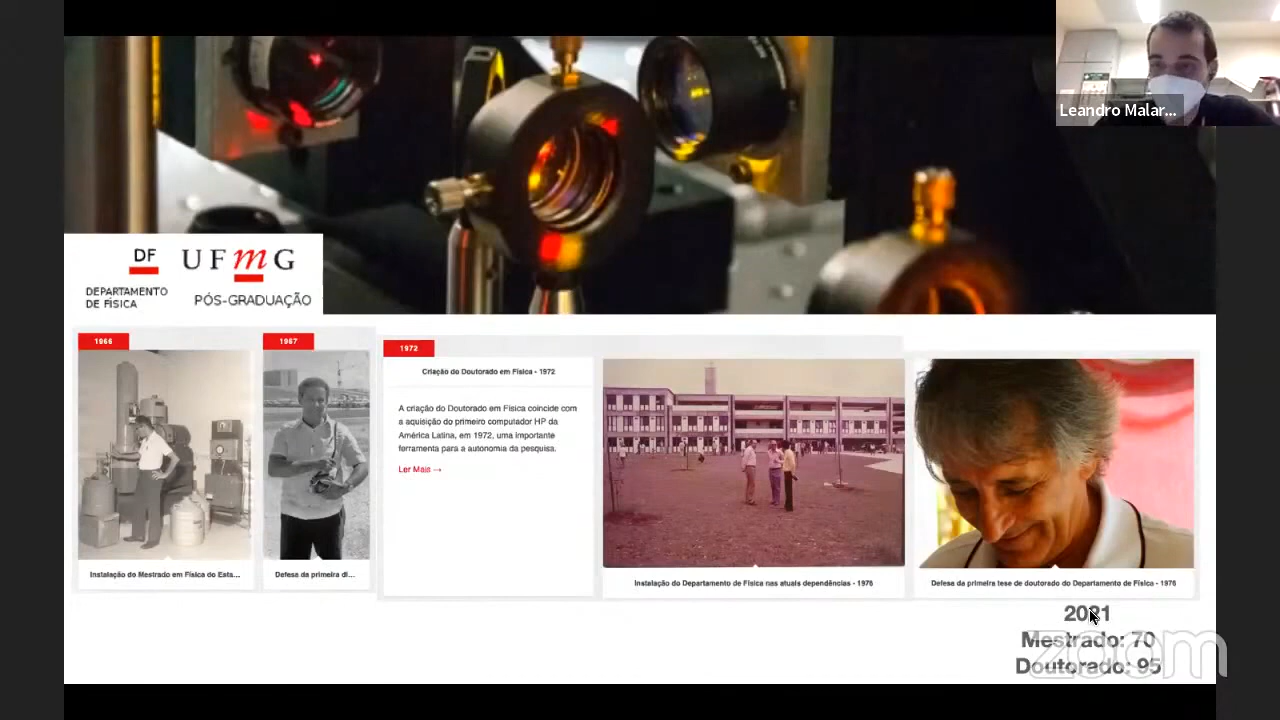 Leandro Malar...
DF
DEPARTAMENTO
DE FÍSICA
UFmG
PÓS-GRADUAÇÃO
1966
Instalação do Mestrado em Física do Esta...
1967
Defesa da primeira di...
1972
Criação do Doutorado em Física - 1972
A criação do Doutorado em Física coincide com
a aquisição do primeiro computador HP da
América Latina, em 1972, uma importante
ferramenta para a autonomia da pesquisa.
Ler Mais →
Instalação do Departamento de Física nas atuais dependências - 1976
Defesa da primeira tese de doutorado do Departamento de Física - 1976
2021
Mestrado: 70
Doutorado: 95
zoom